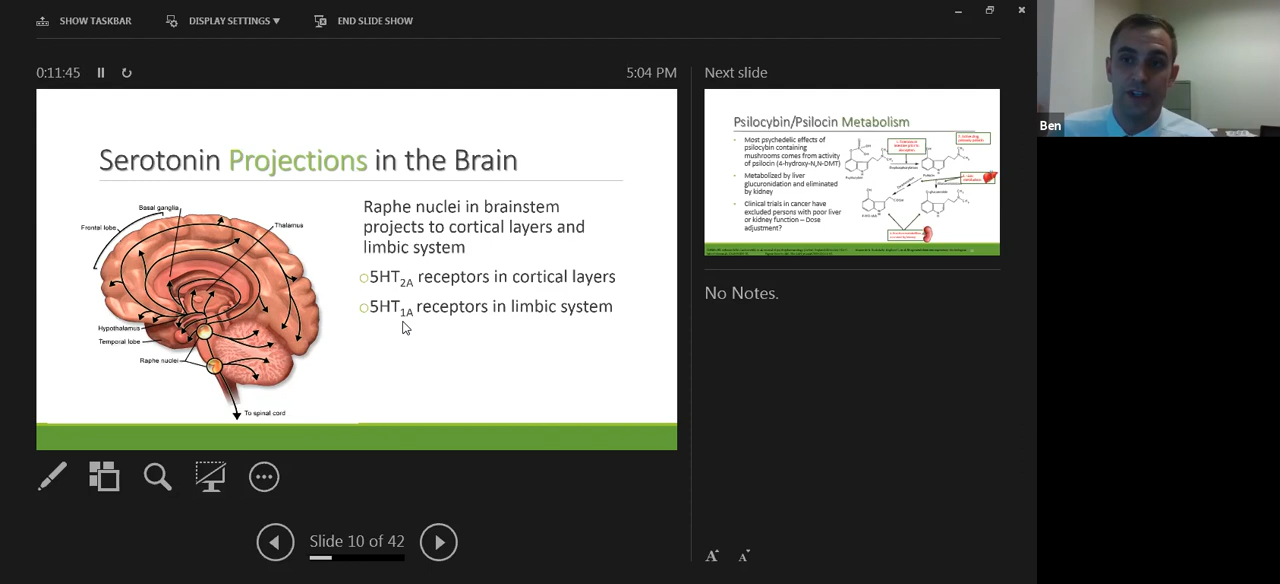 SHOW TASKBAR
DISPLAY SETTINGS ▾
END SLIDE SHOW
0:11:45
5:04 PM
Next slide
Serotonin Projections in the Brain
Basal ganglia
Frontal lobe
Thalamus
Hypothalamus
Temporal lobe
Raphe nuclei
To spinal cord
Raphe nuclei in brainstem
projects to cortical layers and
limbic system
5HT2A receptors in cortical layers
5HT1A receptors in limbic system
Psilocybin/Psilocin Metabolism
Most psychedelic effects of
psilocybin containing
mushrooms comes from activity
of psilocin (4-hydroxy-N,N-DMT)
Metabolized by liver
glucuronidation and eliminated
by kidney
Clinical trials in cancer have
excluded persons with poor liver
or kidney function – Dose
adjustment?
Ben
No Notes.
Slide 10 of 42
A A